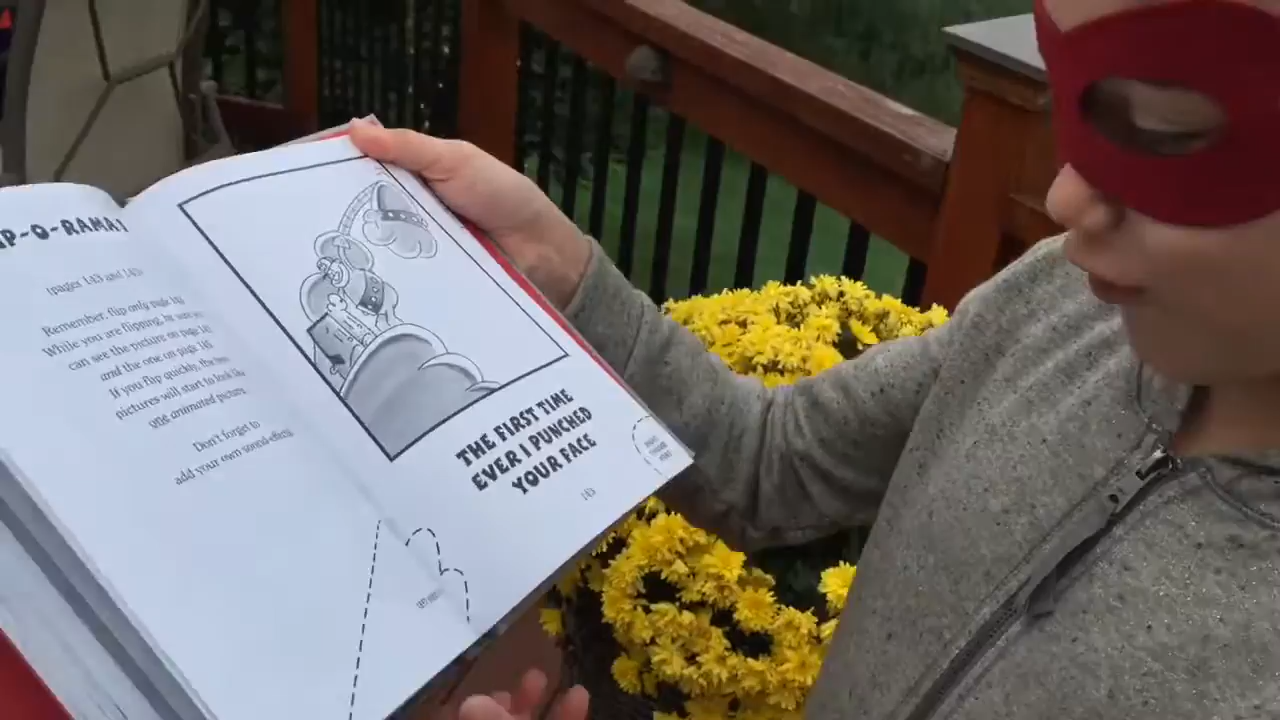 P-O-RAMA!
(pages 143 and 145)
Remember, flip only page 143.
While you are flipping, be sure you
can see the picture on page 143
and the one on page 145.
If you flip quickly, the two
pictures will start to look like
one animated picture.
Don't forget to
add your own sound-effects
THE FIRST TIME
EVER I PUNCHED
YOUR FACE
RIGHT
THUMB
HERE
143